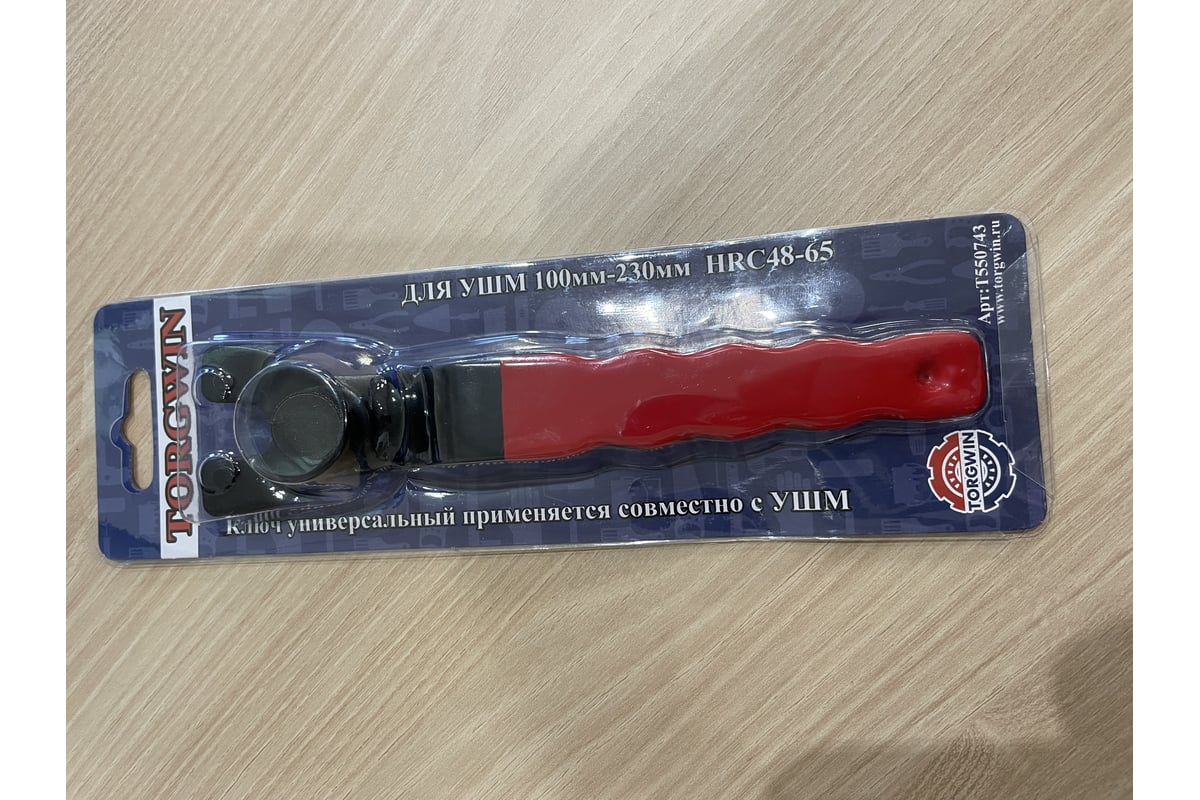 TORGWIN
ДЛЯ УШМ 100мм-230мм HRC48-65
Арт:T550743
www.torgwin.ru
TORGWIN
Ключ универсальный применяется совместно с УШМ